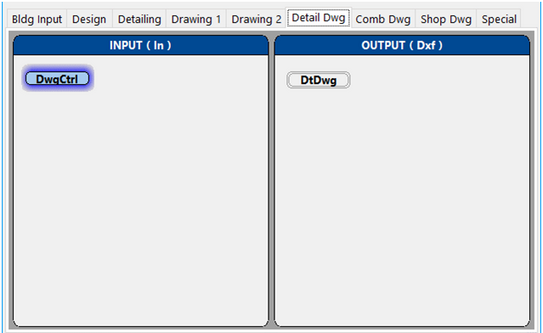 Bldg Input Design Detailing Drawing 1 Drawing 2 Detail Dwg Comb Dwg Shop Dwg Special
INPUT ( In ) OUTPUT ( Dxf )
DwgCtrl DtDwg